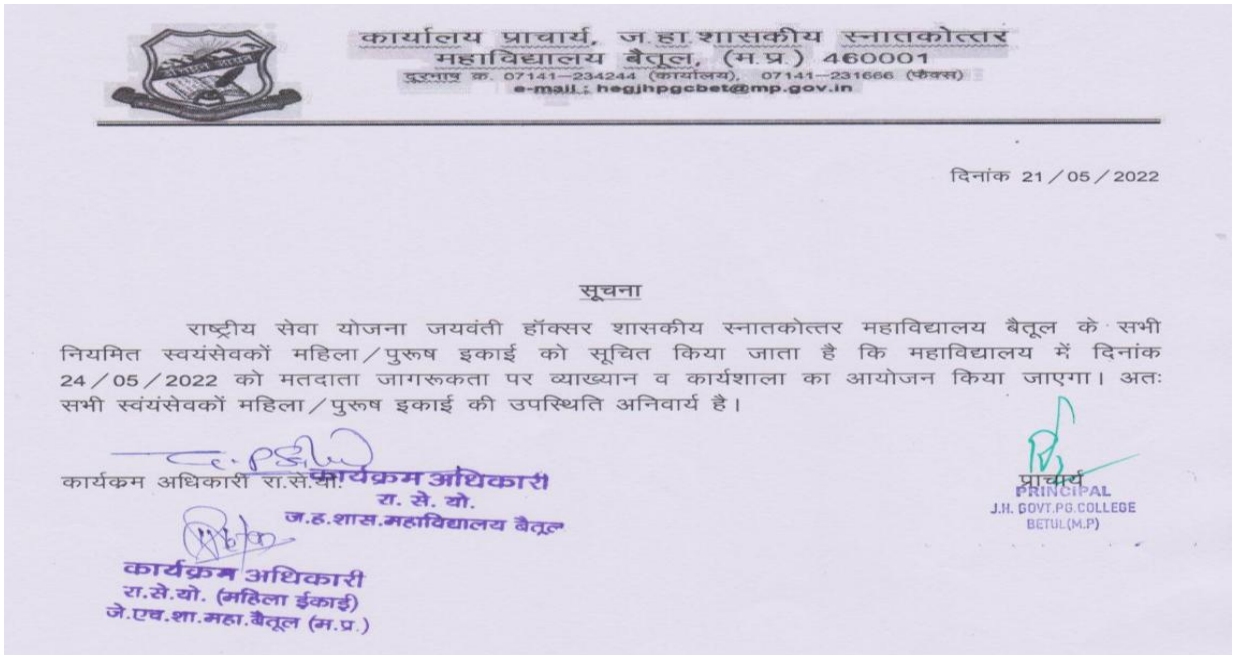 कार्यालय प्राचार्य, ज.हा.शासकीय स्नातकोत्तर
महाविद्यालय बैतूल, (म.प्र.) 460001
दूरभाष क. 07141–234244 (कार्यालय), 07141–231666 (फैक्स)
e-mail : hegjhpgcbet@mp.gov.in
दिनांक 21/05/2022
सूचना
राष्ट्रीय सेवा योजना जयवंती हॉक्सर शासकीय स्नातकोत्तर महाविद्यालय बैतूल के सभी
नियमित स्वयंसेवकों महिला/पुरूष इकाई को सूचित किया जाता है कि महाविद्यालय में दिनांक
24/05/2022 को मतदाता जागरूकता पर व्याख्यान व कार्यशाला का आयोजन किया जाएगा। अतः
सभी स्वंयंसेवकों महिला/पुरूष इकाई की उपस्थिति अनिवार्य है।
कार्यकम अधिकारी रा.से.यो.
कार्यक्रम अधिकारी
रा. से. यो.
ज.ह.शास.महाविद्यालय बैतूल
प्राचार्य
PRINCIPAL
J.H. GOVT.PG.COLLEGE
BETUL(M.P)
कार्यक्रम अधिकारी
रा.से.यो. (महिला ईकाई)
जे.एच.शा.महा.बैतूल (म.प्र.)